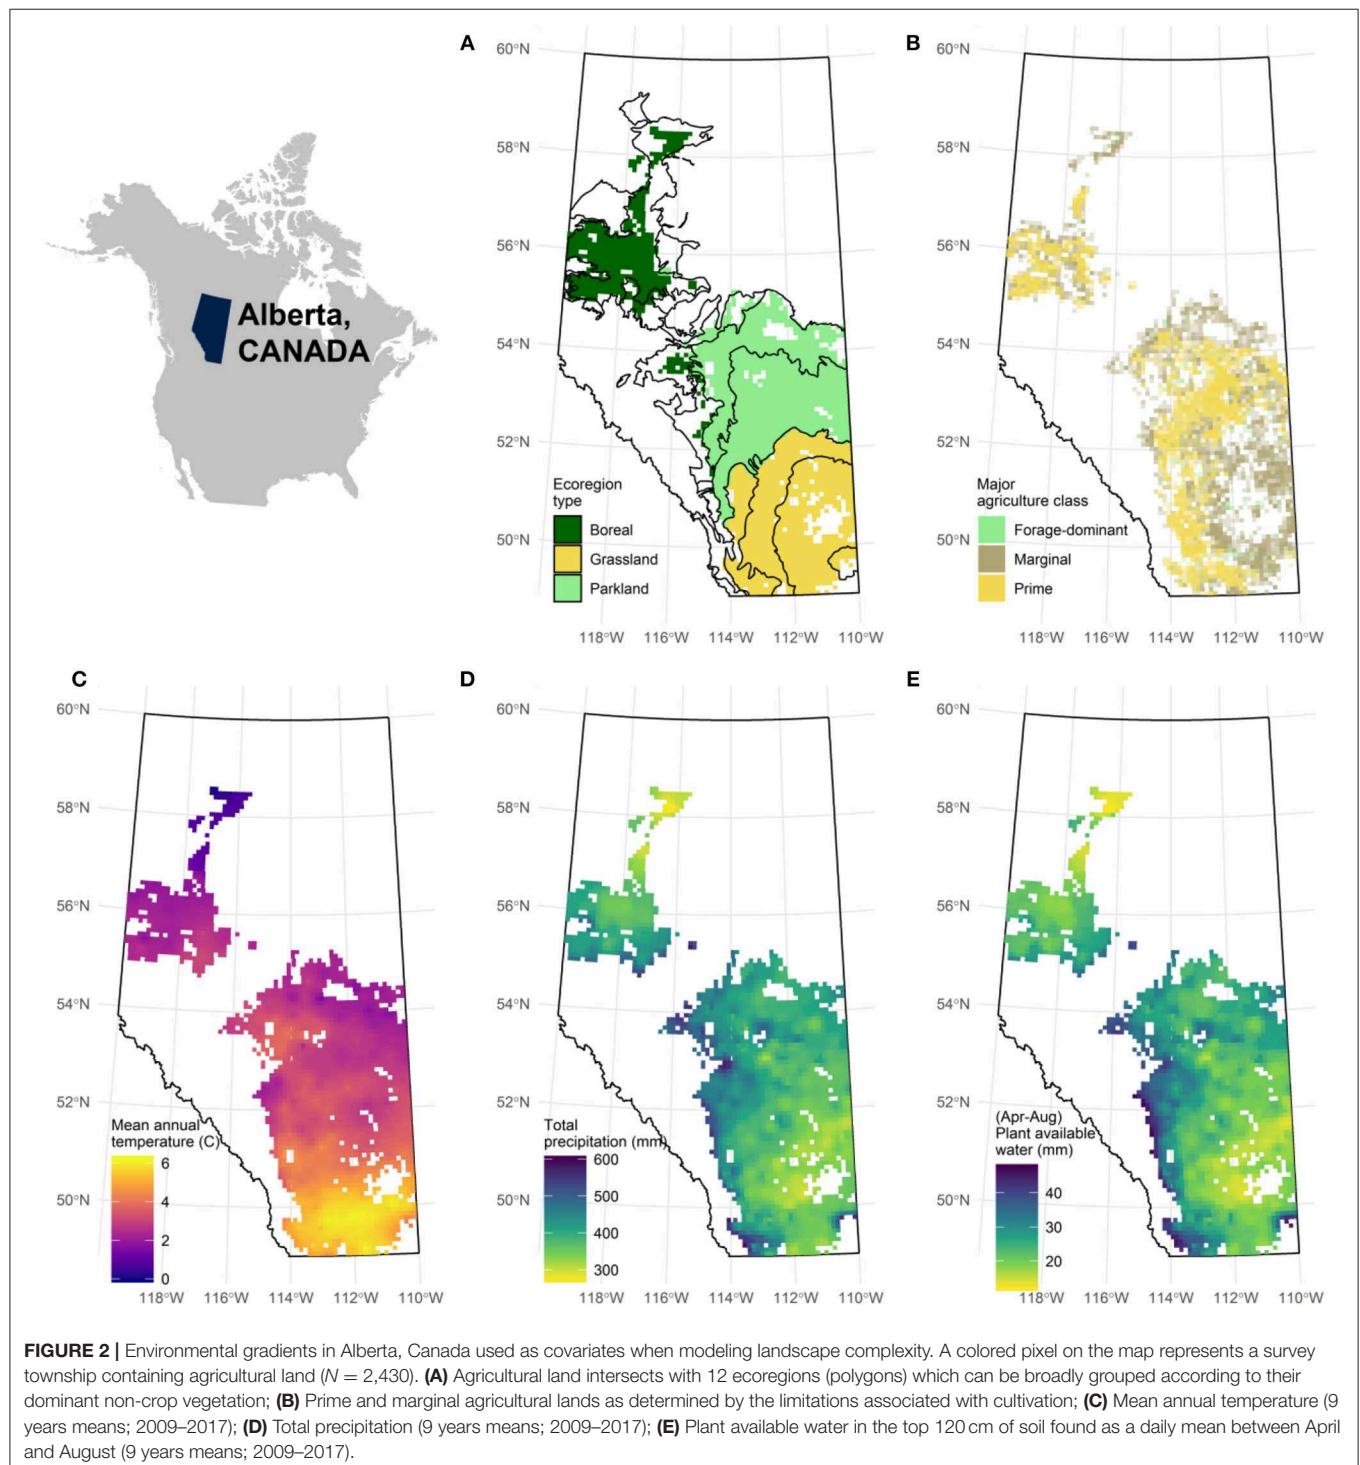 Alberta,
CANADA
A
60°N
58°N
56°N
54°N
52°N
50°N
Ecoregion
type
Boreal
Grassland
Parkland
118°W 116°W 114°W 112°W 110°W
B
60°N
58°N
56°N
54°N
52°N
50°N
Major
agriculture class
Forage-dominant
Marginal
Prime
118°W 116°W 114°W 112°W 110°W
C
60°N
58°N
56°N
54°N
52°N
50°N
Mean annual
temperature (C)
6
4
2
0
118°W 116°W 114°W 112°W 110°W
D
60°N
58°N
56°N
54°N
52°N
50°N
Total
precipitation (mm)
600
500
400
300
118°W 116°W 114°W 112°W 110°W
E
60°N
58°N
56°N
54°N
52°N
50°N
(Apr-Aug)
Plant available
water (mm)
40
30
20
118°W 116°W 114°W 112°W 110°W
FIGURE 2 | Environmental gradients in Alberta, Canada used as covariates when modeling landscape complexity. A colored pixel on the map represents a survey
township containing agricultural land (N = 2,430). (A) Agricultural land intersects with 12 ecoregions (polygons) which can be broadly grouped according to their
dominant non-crop vegetation; (B) Prime and marginal agricultural lands as determined by the limitations associated with cultivation; (C) Mean annual temperature (9
years means; 2009–2017); (D) Total precipitation (9 years means; 2009–2017); (E) Plant available water in the top 120 cm of soil found as a daily mean between April
and August (9 years means; 2009–2017).